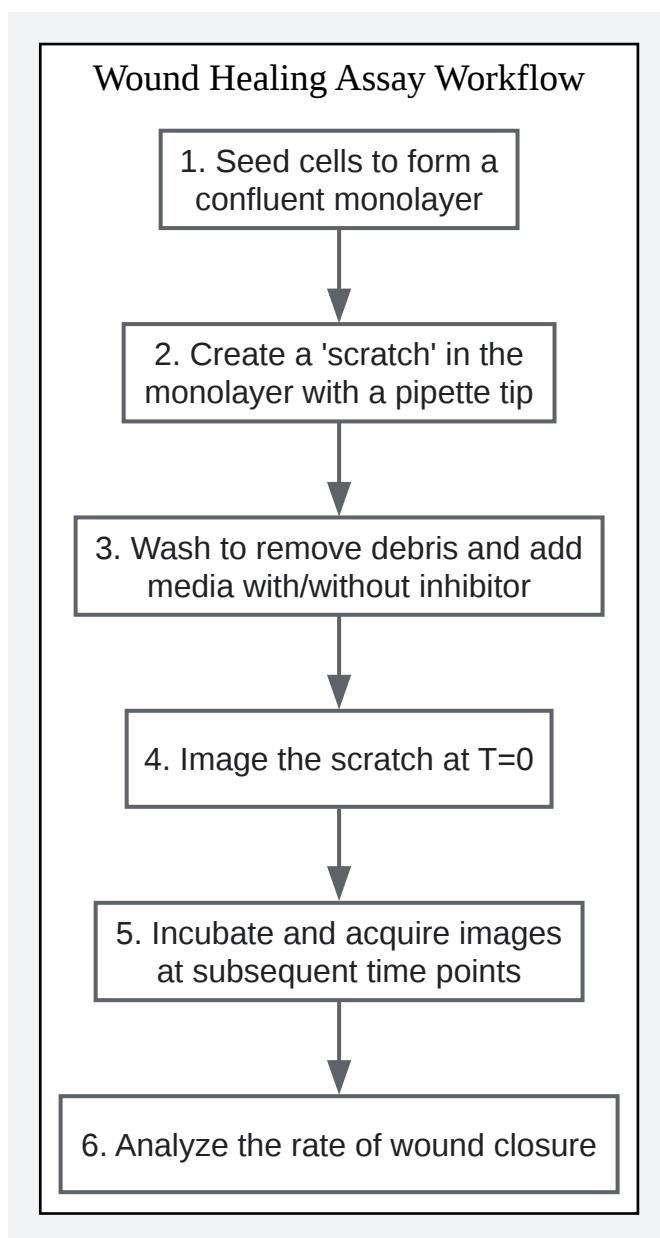 Wound Healing Assay Workflow
1. Seed cells to form a
confluent monolayer
2. Create a 'scratch' in the
monolayer with a pipette tip
3. Wash to remove debris and add
media with/without inhibitor
4. Image the scratch at T=0
5. Incubate and acquire images
at subsequent time points
6. Analyze the rate of wound closure